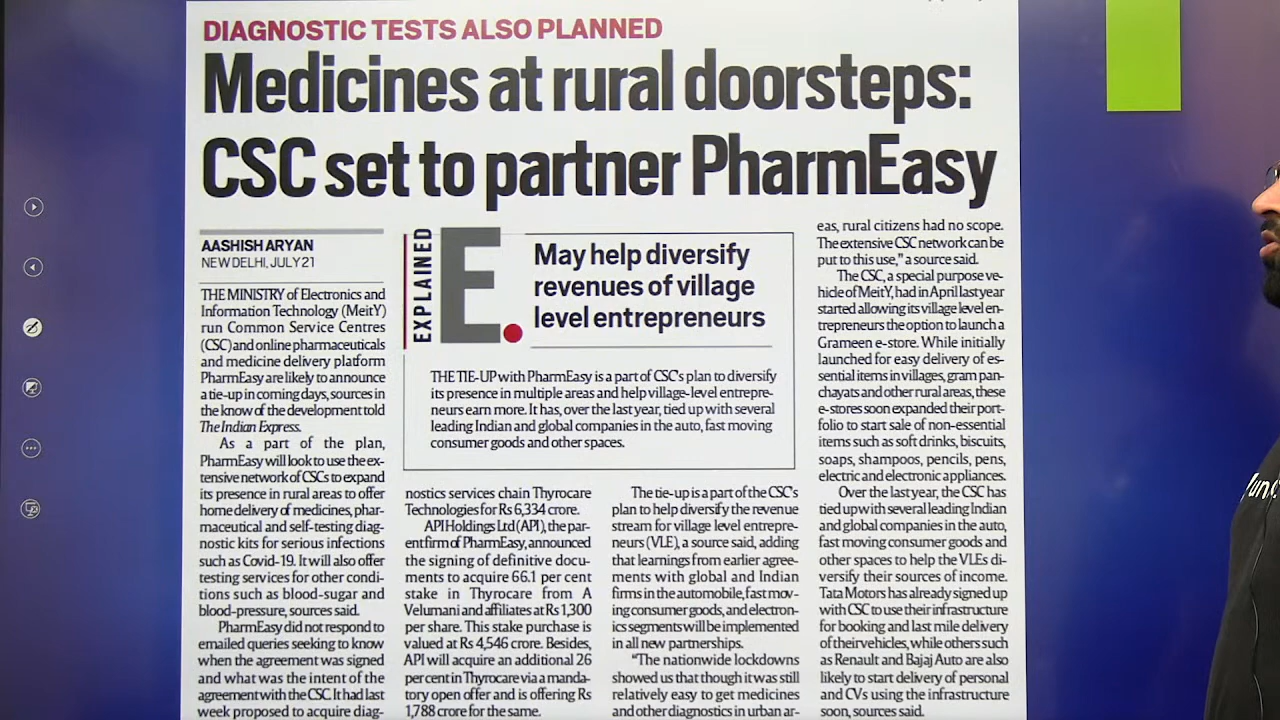 DIAGNOSTIC TESTS ALSO PLANNED
Medicines at rural doorsteps:
CSC set to partner PharmEasy
AASHISH ARYAN
NEW DELHI, JULY 21
THE MINISTRY of Electronics and
Information Technology (MeitY)
run Common Service Centres
(CSC) and online pharmaceuticals
and medicine delivery platform
PharmEasy are likely to announce
a tie-up in coming days, sources in
the know of the development told
The Indian Express.
As a part of the plan,
PharmEasy will look to use the ex-
tensive network of CSCs to expand
its presence in rural areas to offer
home delivery of medicines, phar-
maceutical and self-testing diag-
nostic kits for serious infections
such as Covid-19. It will also offer
testing services for other condi-
tions such as blood-sugar and
blood-pressure, sources said.
PharmEasy did not respond to
emailed queries seeking to know
when the agreement was signed
and what was the intent of the
agreement with the CSC. It had last
week proposed to acquire diag-
EXPLAINED
E.
May help diversify
revenues of village
level entrepreneurs
THE TIE-UP with PharmEasy is a part of CSC's plan to diversify
its presence in multiple areas and help village-level entrepre-
neurs earn more. It has, over the last year, tied up with several
leading Indian and global companies in the auto, fast moving
consumer goods and other spaces.
nostics services chain Thyrocare
Technologies for Rs 6,334 crore.
API Holdings Ltd (API), the par-
ent firm of PharmEasy, announced
the signing of definitive docu-
ments to acquire 66.1 per cent
stake in Thyrocare from A
Velumani and affiliates at Rs 1,300
per share. This stake purchase is
valued at Rs 4,546 crore. Besides,
API will acquire an additional 26
per cent in Thyrocare via a manda-
tory open offer and is offering Rs
1,788 crore for the same.
The tie-up is a part of the CSC's
plan to help diversify the revenue
stream for village level entrepre-
neurs (VLE), a source said, adding
that learnings from earlier agree-
ments with global and Indian
firms in the automobile, fast mov-
ing consumer goods, and electron-
ics segments will be implemented
in all new partnerships.
"The nationwide lockdowns
showed us that though it was still
relatively easy to get medicines
and other diagnostics in urban ar-
eas, rural citizens had no scope.
The extensive CSC network can be
put to this use," a source said.
The CSC, a special purpose ve-
hicle of MeitY, had in April last year
started allowing its village level en-
trepreneurs the option to launch a
Grameen e-store. While initially
launched for easy delivery of es-
sential items in villages, gram pan-
chayats and other rural areas, these
e-stores soon expanded their port-
folio to start sale of non-essential
items such as soft drinks, biscuits,
soaps, shampoos, pencils, pens,
electric and electronic appliances.
Over the last year, the CSC has
tied up with several leading Indian
and global companies in the auto,
fast moving consumer goods and
other spaces to help the VLEs di-
versify their sources of income.
Tata Motors has already signed up
with CSC to use their infrastructure
for booking and last mile delivery
of their vehicles, while others such
as Renault and Bajaj Auto are also
likely to start delivery of personal
and CVs using the infrastructure
soon, sources said.